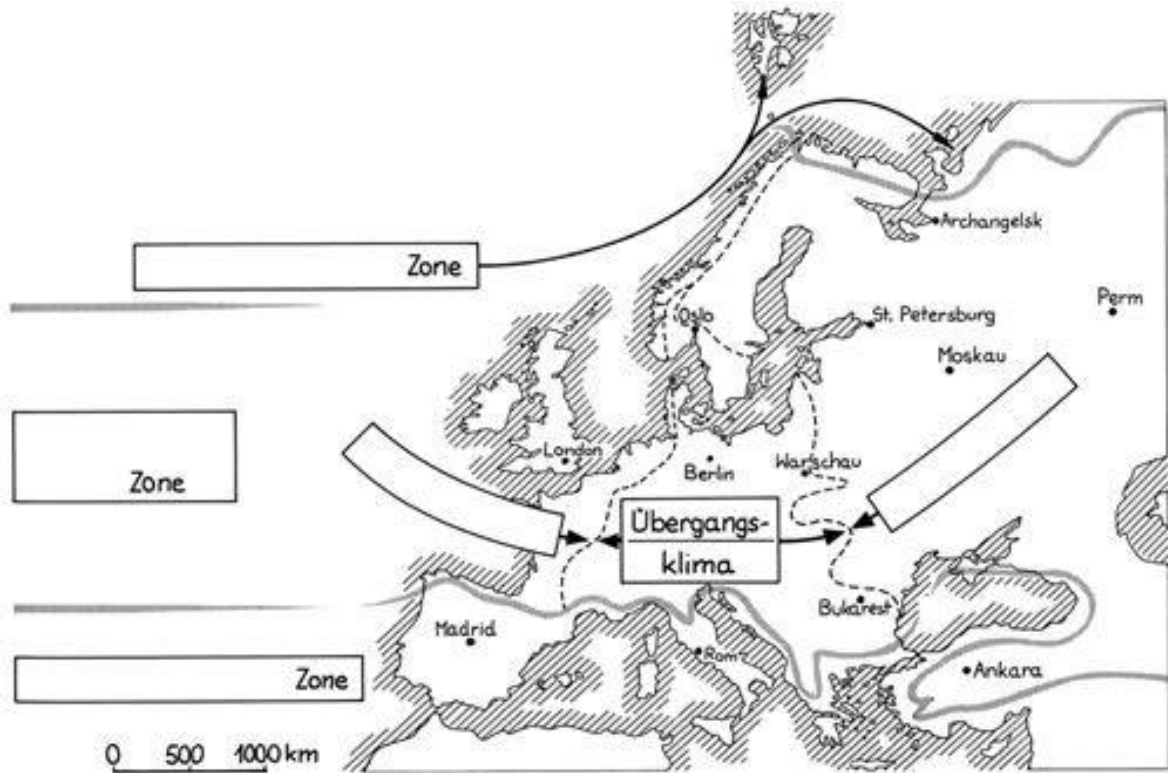 Zone
Archangelsk
Perm
Oslo
St. Petersburg
Moskau
Zone
London
Berlin
Warschau
Übergangs-
klima
Bukarest
Madrid
Rom
Zone
Ankara
0 500 1000 km